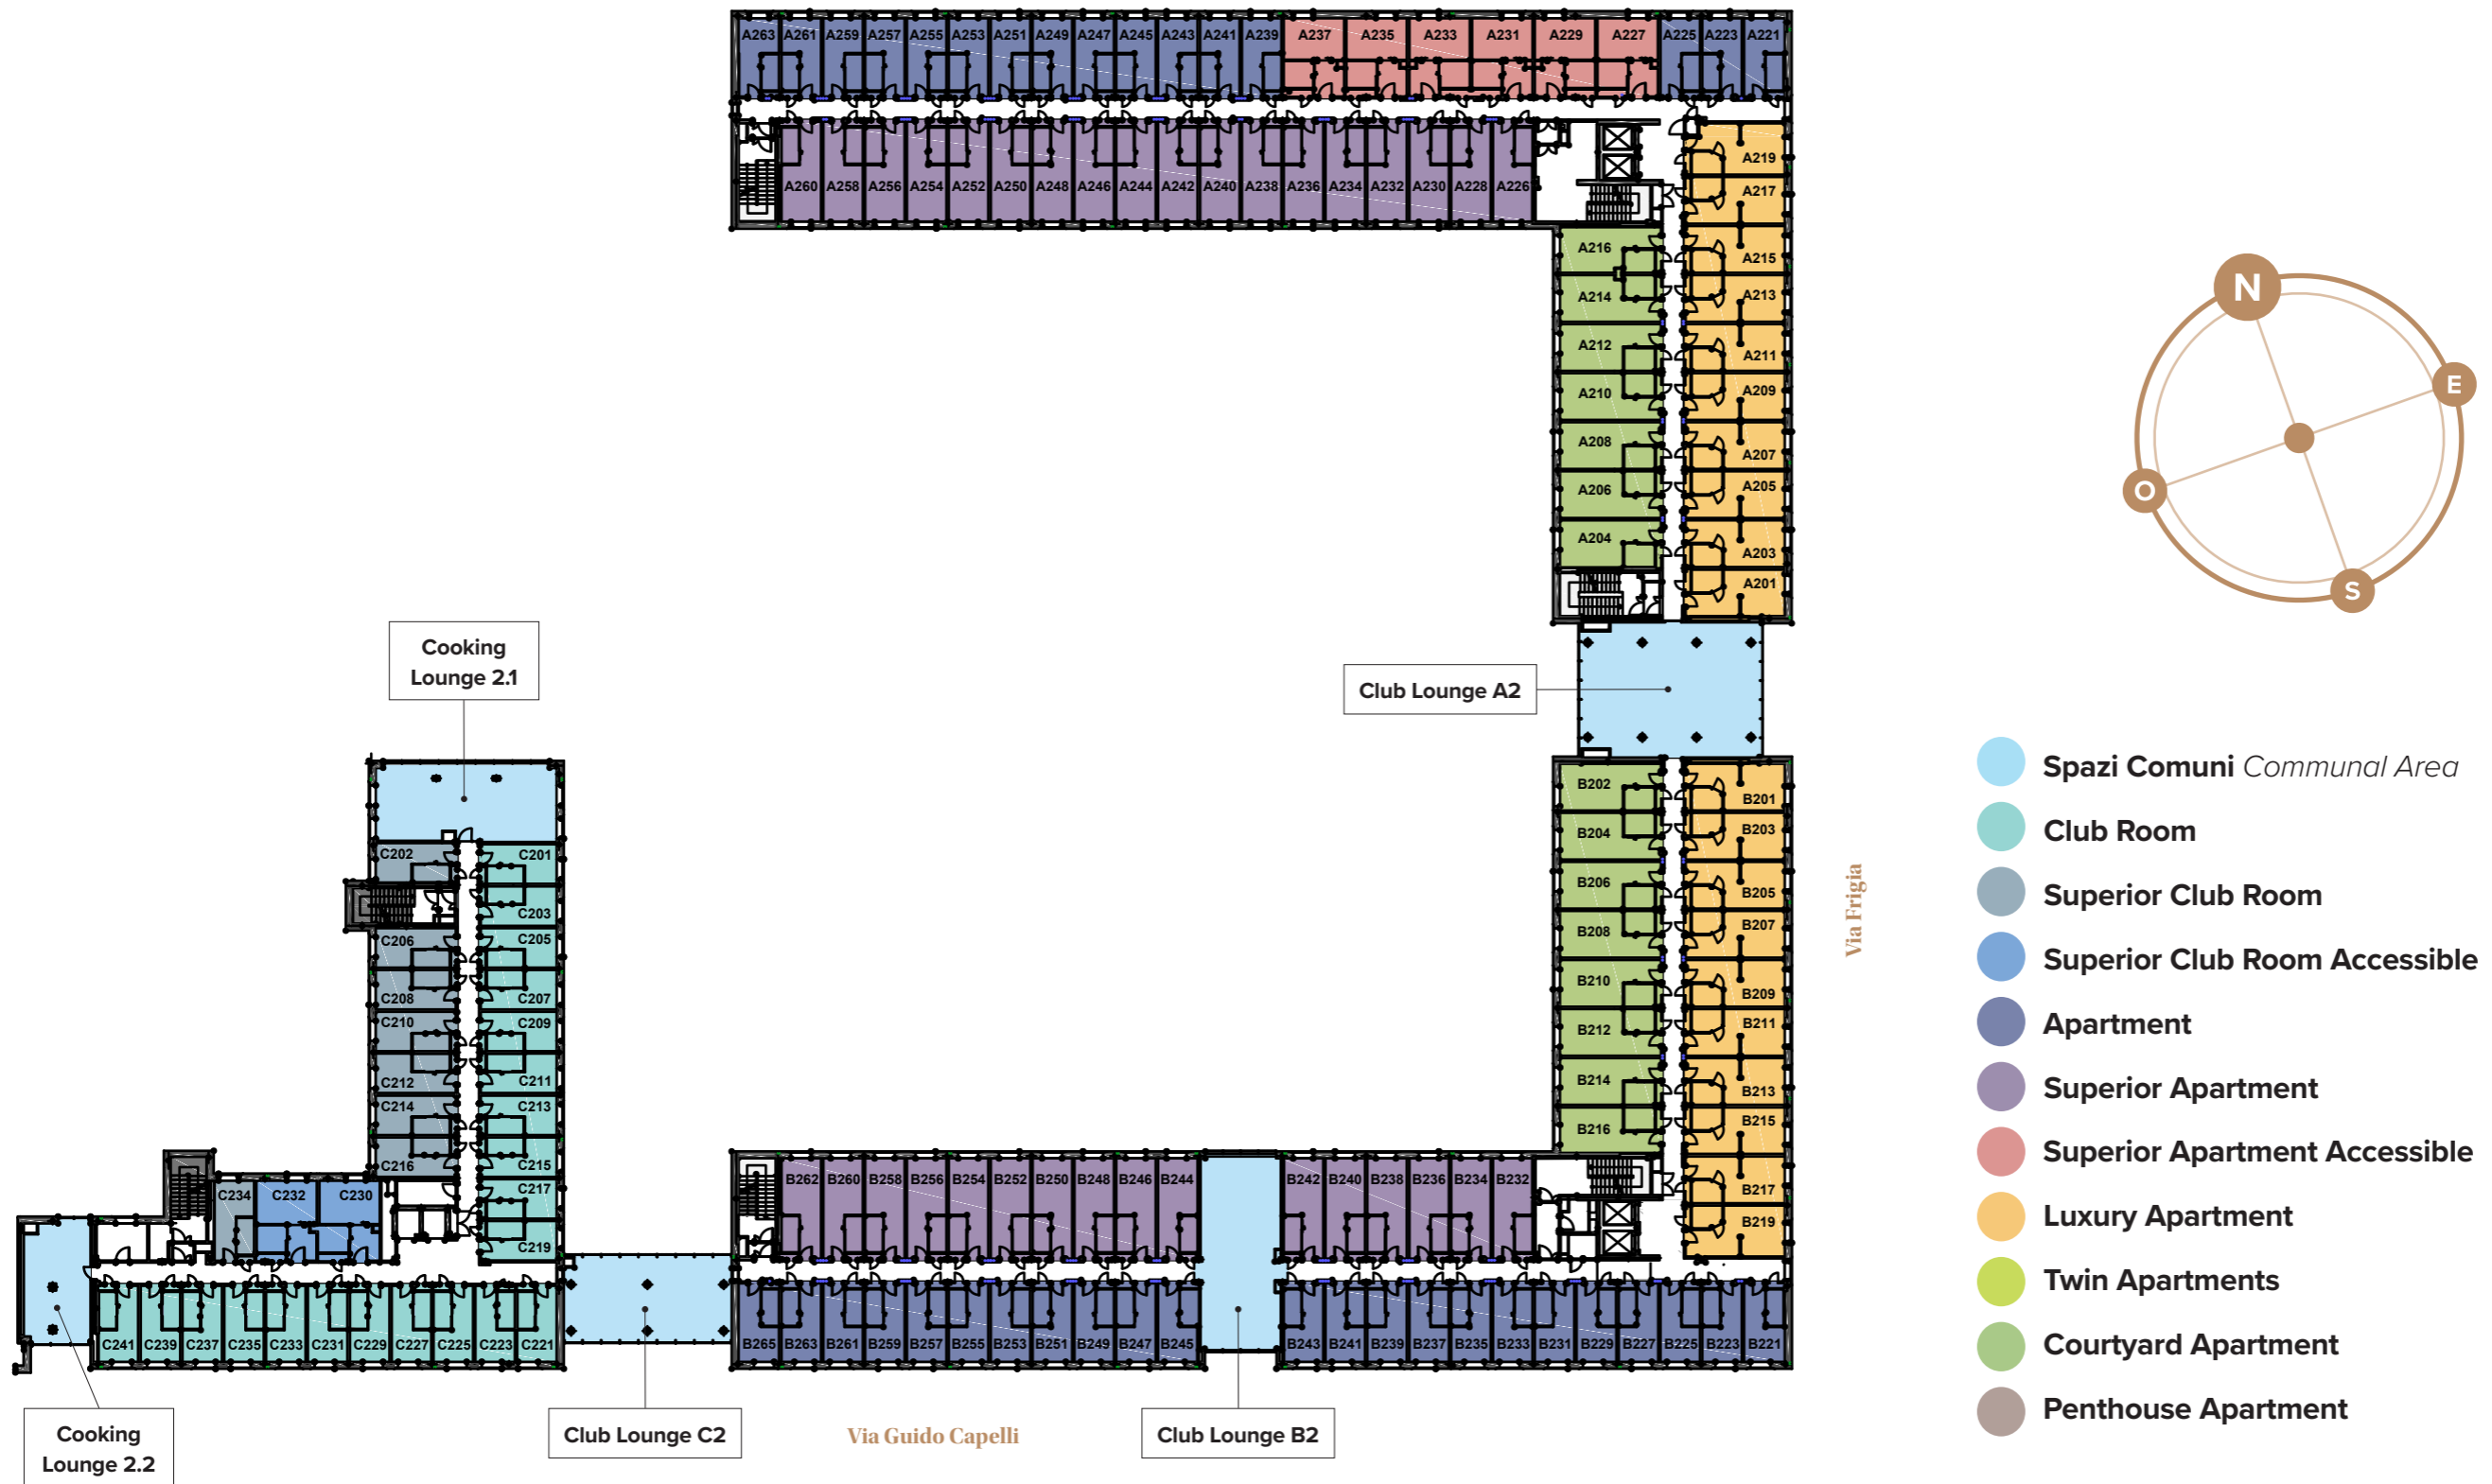 A263 A261 A259 A257 A255 A253 A251 A249 A247 A245 A243 A241 A239 A237 A235 A233 A231 A229 A227 A225 A223 A221
A260 A258 A256 A254 A252 A250 A248 A246 A244 A242 A240 A238 A236 A234 A232 A230 A228 A226
A219
A217
A216
A215
A214
A213
A212
A211
A210
A209
A208
A207
A206
A205
A204
A203
A201
N
E
O
S
Cooking
Lounge 2.1
Club Lounge A2
B202
B201
B204
B203
B206
B205
B208
B207
B210
B209
B212
B211
B214
B213
B216
B215
B217
B219
Via Frigia
C202
C201
C203
C206
C205
C208
C207
C210
C209
C212
C211
C214
C213
C216
C215
C217
C219
C234 C232 C230
B262 B260 B258 B256 B254 B252 B250 B248 B246 B244 B242 B240 B238 B236 B234 B232
C241 C239 C237 C235 C233 C231 C229 C227 C225 C223 C221
B265 B263 B261 B259 B257 B255 B253 B251 B249 B247 B245 B243 B241 B239 B237 B235 B233 B231 B229 B227 B225 B223 B221
Cooking
Lounge 2.2
Club Lounge C2
Via Guido Capelli
Club Lounge B2
Spazi Comuni Communal Area
Club Room
Superior Club Room
Superior Club Room Accessible
Apartment
Superior Apartment
Superior Apartment Accessible
Luxury Apartment
Twin Apartments
Courtyard Apartment
Penthouse Apartment